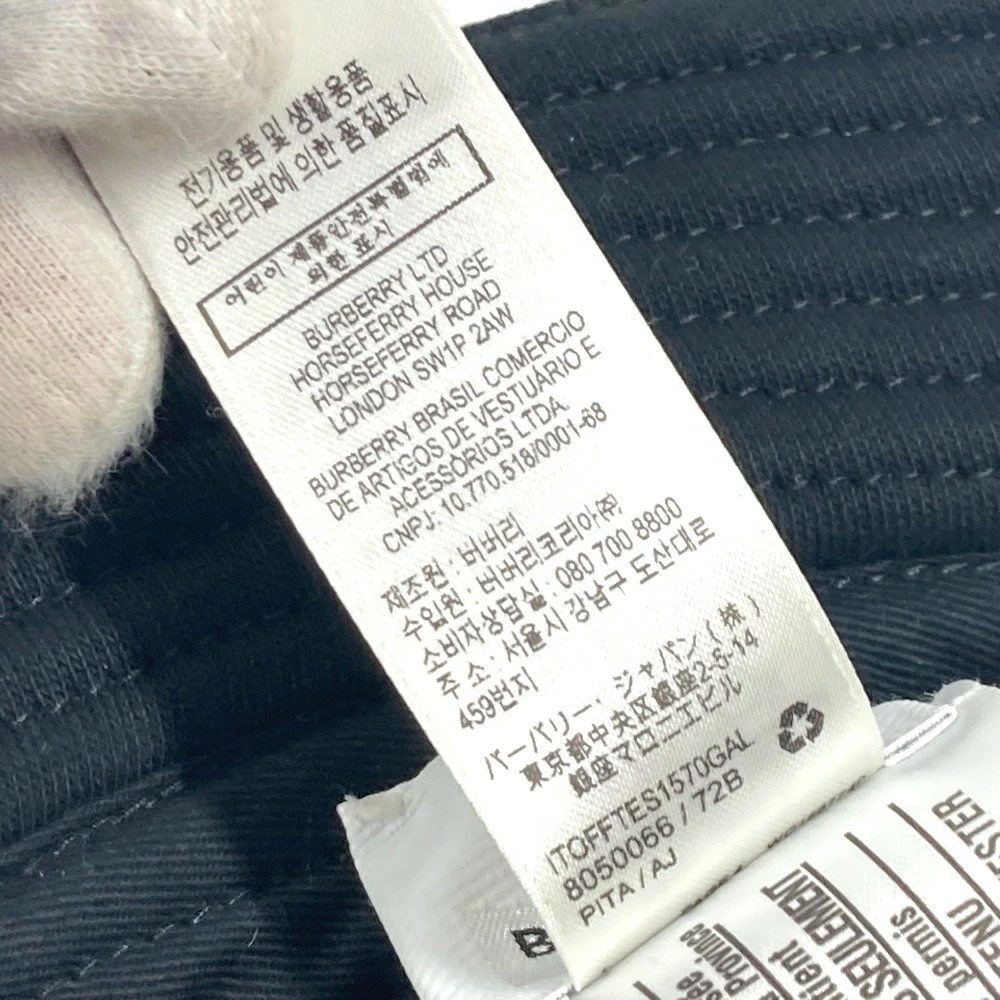 전기용품 및 생활용품
안전관리법에 의한 품질표시
어린이 제품안전특별법에
의한 표시
BURBERRY LTD
HORSEFERRY HOUSE
HORSEFERRY ROAD
LONDON SW1P 2AW
BURBERRY BRASIL COMERCIO
DE ARTIGOS DE VESTUÁRIO E
ACESSÓRIOS LTDA.
CNPJ: 10.770.518/0001-68
제조원 : 버버리
수입원 : 버버리코리아(주)
소비자상담실 : 080 700 8800
주소 : 서울시 강남구 도산대로
459번지
バーバリー・ジャパン(株)
東京都中央区銀座2-6-14
銀座マロニエビル
ITOFFTES1570GAL
8050066 / 72B
PITA / AJ
B
Province
SEULEMENT
permis